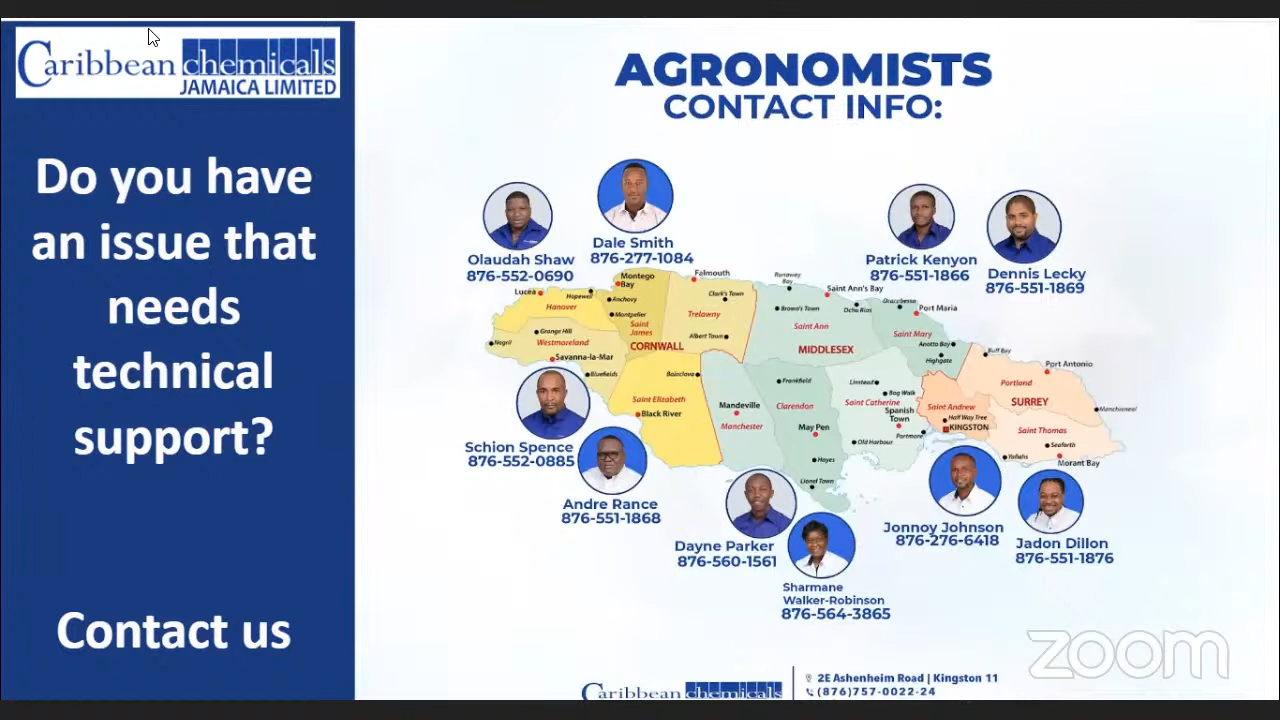 Caribbean chemicals
JAMAICA LIMITED
Do you have
an issue that
needs
technical
support?
Contact us
AGRONOMISTS
CONTACT INFO:
Olaudah Shaw
876-552-0690
Dale Smith
876-277-1084
Patrick Kenyon
876-551-1866
Dennis Lecky
876-551-1869
Lucea
Hopewell
Montego
Bay
Falmouth
Runaway
Bay
Saint Ann's Bay
Hanover
Anchovy
Montpelier
Clark's Town
Trelawny
Brown's Town
Ocho Rios
Oracabessa
Port Maria
Negril
Grange Hill
Westmoreland
Savanna-la-Mar
Saint
James
CORNWALL
Albert Town
Saint Ann
MIDDLESEX
Saint Mary
Anotto Bay
Highgate
Buff Bay
Port Antonio
Bluefields
Balaclava
Frankfield
Linstead
Bog Walk
Portland
SURREY
Manchioneal
Saint Elizabeth
Black River
Mandeville
Manchester
Clarendon
May Pen
Saint Catherine
Spanish
Town
Portmore
Old Harbour
Saint Andrew
Half Way Tree
KINGSTON
Saint Thomas
Seaforth
Yallahs
Morant Bay
Hayes
Lionel Town
Schion Spence
876-552-0885
Andre Rance
876-551-1868
Dayne Parker
876-560-1561
Sharmane
Walker-Robinson
876-564-3865
Jonnoy Johnson
876-276-6418
Jadon Dillon
876-551-1876
zoom
Caribbean chemicals
2E Ashenheim Road | Kingston 11
(876)757-0022-24